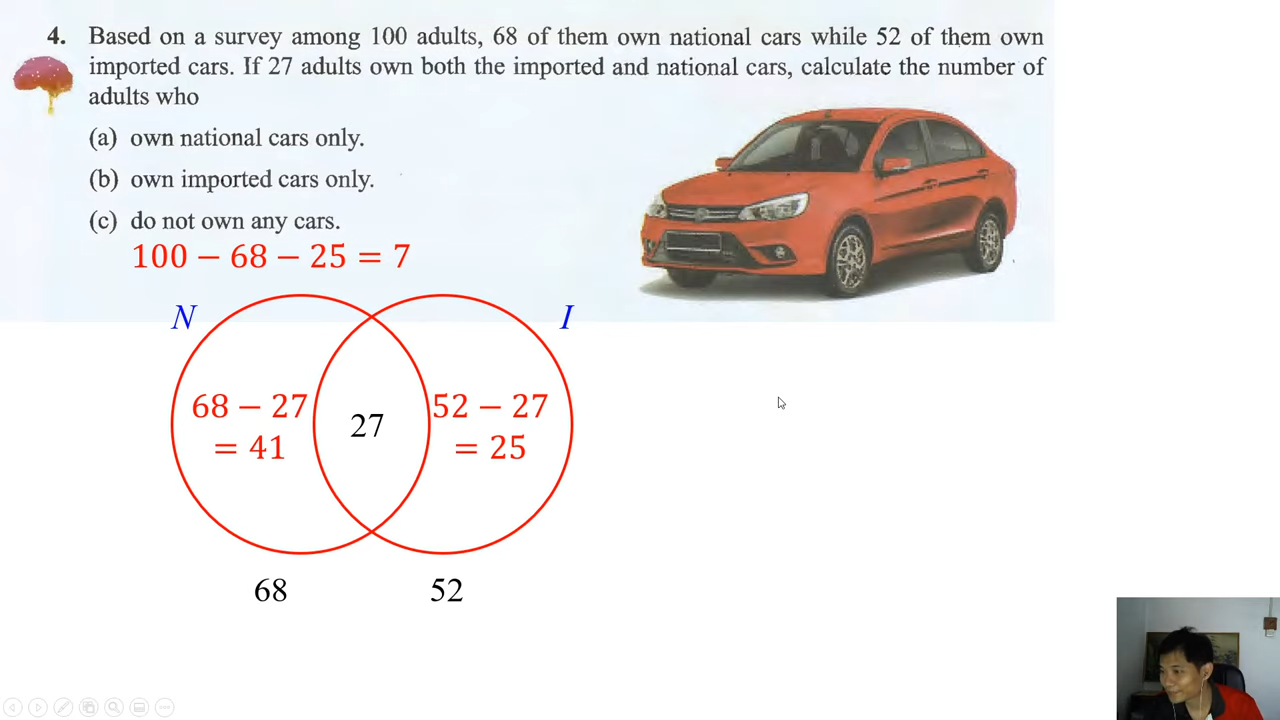 4. Based on a survey among 100 adults, 68 of them own national cars while 52 of them own
imported cars. If 27 adults own both the imported and national cars, calculate the number of
adults who
(a) own national cars only.
(b) own imported cars only.
(c) do not own any cars.
100 − 68 − 25 = 7
N
I
68 − 27
= 41
27
52 − 27
= 25
68
52